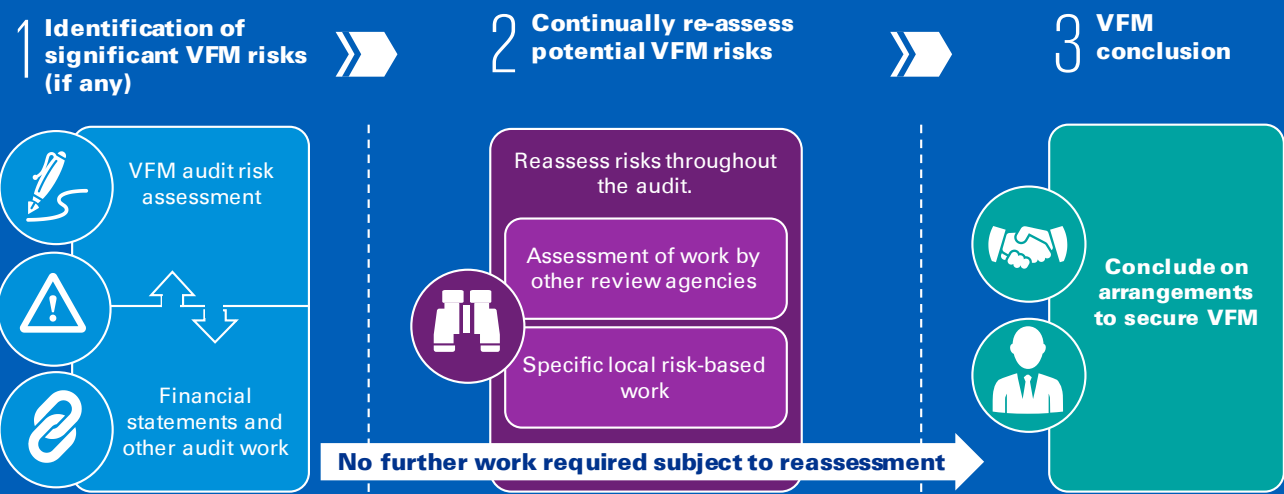 1 Identification of
significant VFM risks
(if any)
2 Continually re-assess
potential VFM risks
3 VFM
conclusion
VFM audit risk
assessment
Financial
statements and
other audit work
Reassess risks throughout
the audit.
Assessment of work by
other review agencies
Specific local risk-based
work
Conclude on
arrangements
to secure VFM
No further work required subject to reassessment